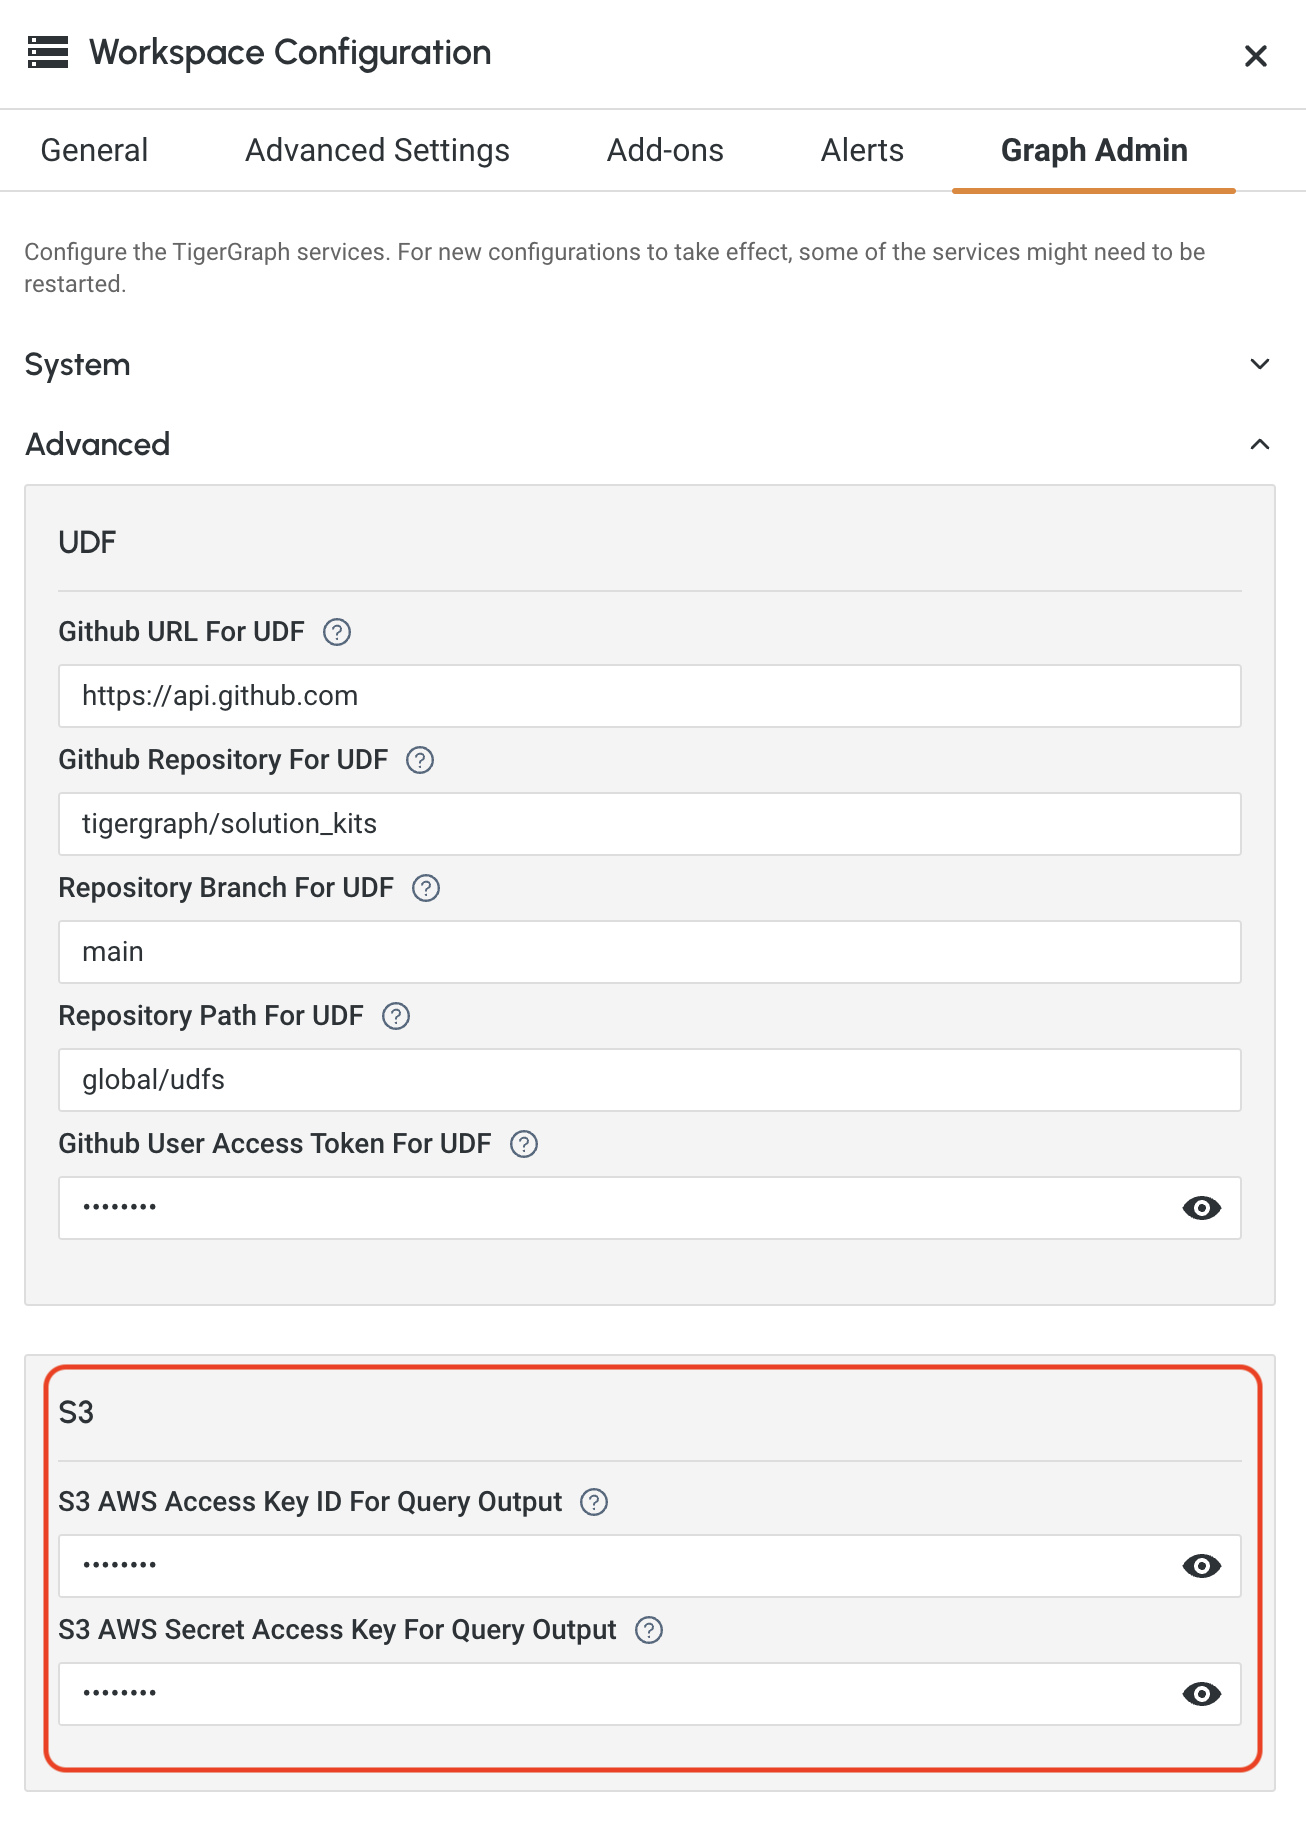 Workspace Configuration
General Advanced Settings Add-ons Alerts Graph Admin
Configure the TigerGraph services. For new configurations to take effect, some of the services might need to be
restarted.
System
Advanced
UDF
Github URL For UDF ?
https://api.github.com
Github Repository For UDF ?
tigergraph/solution_kits
Repository Branch For UDF ?
main
Repository Path For UDF ?
global/udfs
Github User Access Token For UDF ?
••••••••
S3
S3 AWS Access Key ID For Query Output ?
••••••••
S3 AWS Secret Access Key For Query Output ?
••••••••